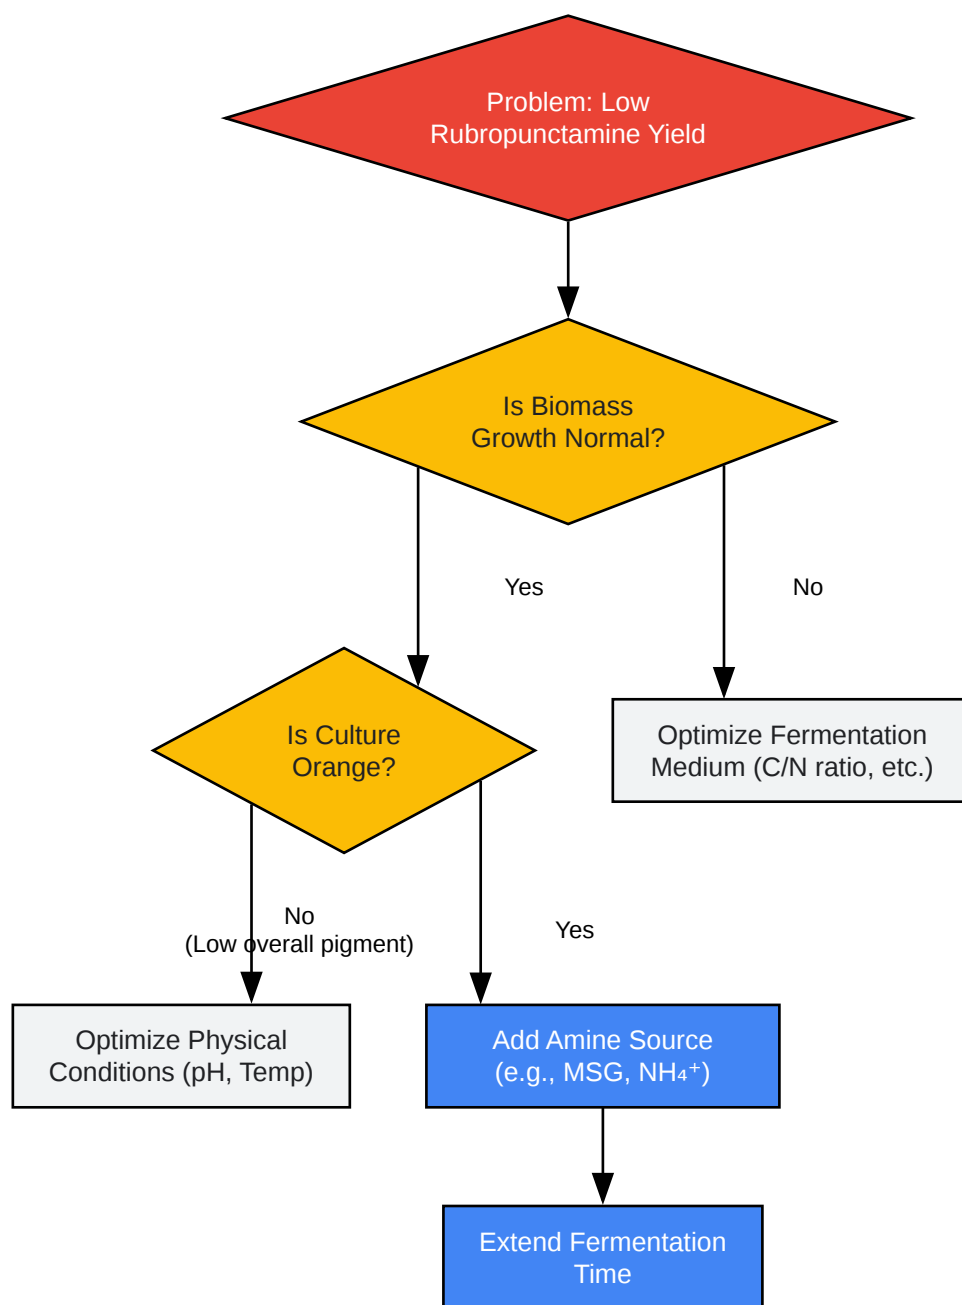 Problem: Low
Rubropunctamine Yield
Is Biomass
Growth Normal?
Yes
No
Is Culture
Orange?
Optimize Fermentation
Medium (C/N ratio, etc.)
No
(Low overall pigment)
Yes
Optimize Physical
Conditions (pH, Temp)
Add Amine Source
(e.g., MSG, NH₄⁺)
Extend Fermentation
Time